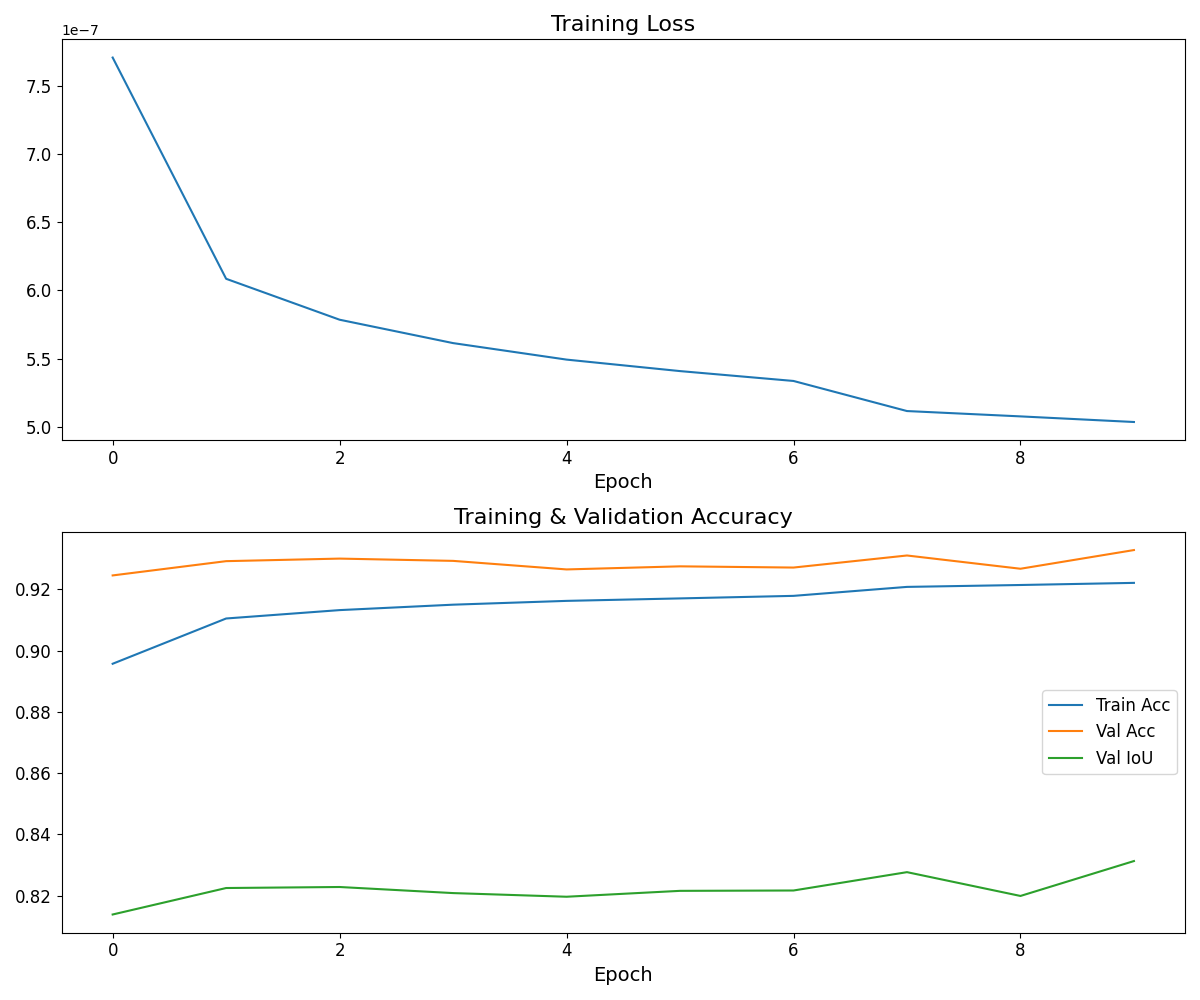 Training Loss
1e−7
7.5
7.0
6.5
6.0
5.5
5.0
0 2 4 6 8
Epoch
Training & Validation Accuracy
0.92
0.90
0.88
0.86
0.84
0.82
Train Acc
Val Acc
Val IoU
0 2 4 6 8
Epoch